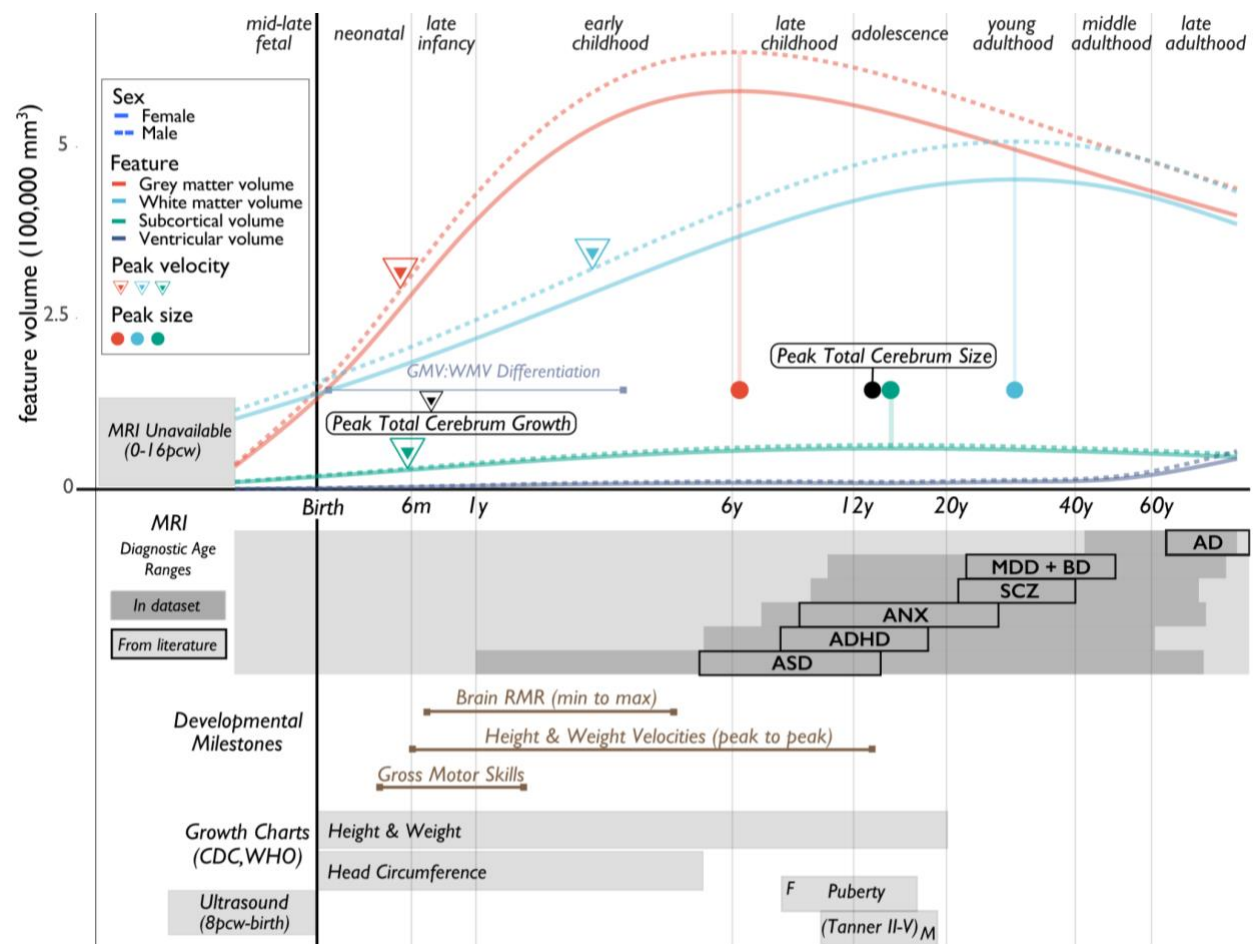 mid-late
fetal
neonatal
late
infancy
early
childhood
late
childhood
adolescence
young
adulthood
middle
adulthood
late
adulthood
feature volume (100,000 mm³)
5
2.5
0
Sex
Female
Male
Feature
Grey matter volume
White matter volume
Subcortical volume
Ventricular volume
Peak velocity
Peak size
MRI Unavailable
(0-16pcw)
GMV:WMV Differentiation
Peak Total Cerebrum Growth
Peak Total Cerebrum Size
Birth
6m
1y
6y
12y
20y
40y
60y
MRI
Diagnostic Age
Ranges
In dataset
From literature
AD
MDD + BD
SCZ
ANX
ADHD
ASD
Developmental
Milestones
Brain RMR (min to max)
Height & Weight Velocities (peak to peak)
Gross Motor Skills
Growth Charts
(CDC,WHO)
Height & Weight
Head Circumference
Ultrasound
(8pcw-birth)
F Puberty
(Tanner II-V) M